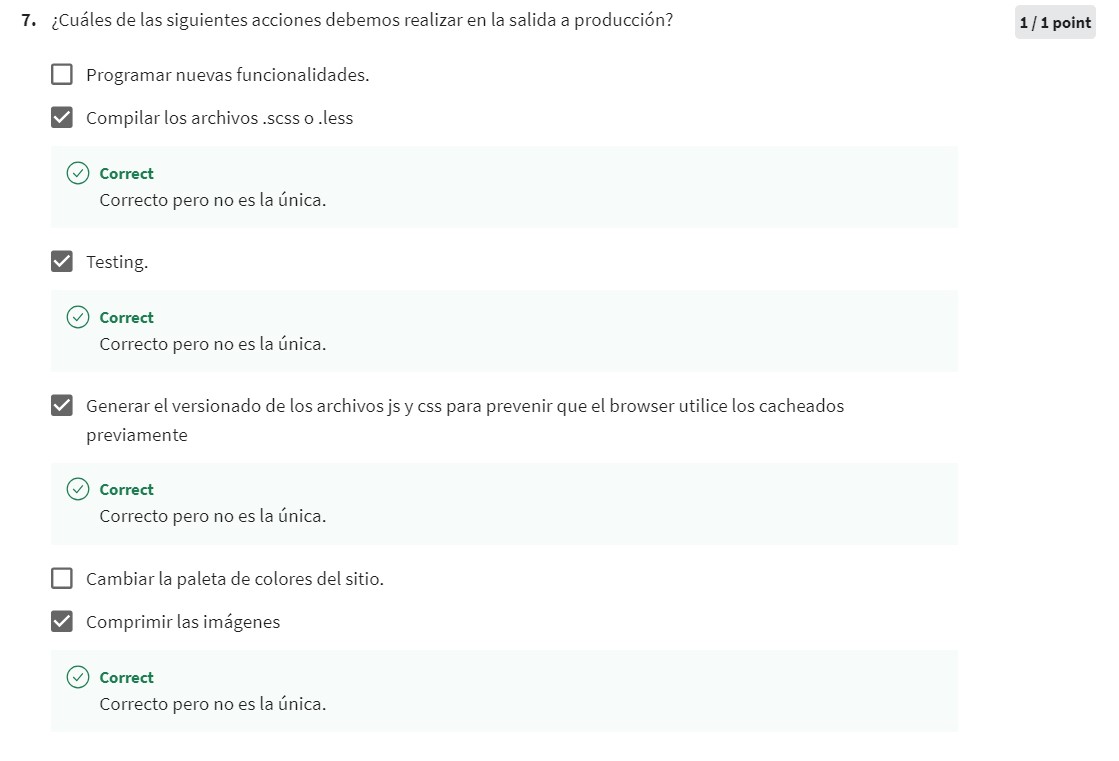 7. ¿Cuáles de las siguientes acciones debemos realizar en la salida a producción?
1 / 1 point
Programar nuevas funcionalidades.
Compilar los archivos .scss o .less
Correct
Correcto pero no es la única.
Testing.
Correct
Correcto pero no es la única.
Generar el versionado de los archivos js y css para prevenir que el browser utilice los cacheados
previamente
Correct
Correcto pero no es la única.
Cambiar la paleta de colores del sitio.
Comprimir las imágenes
Correct
Correcto pero no es la única.